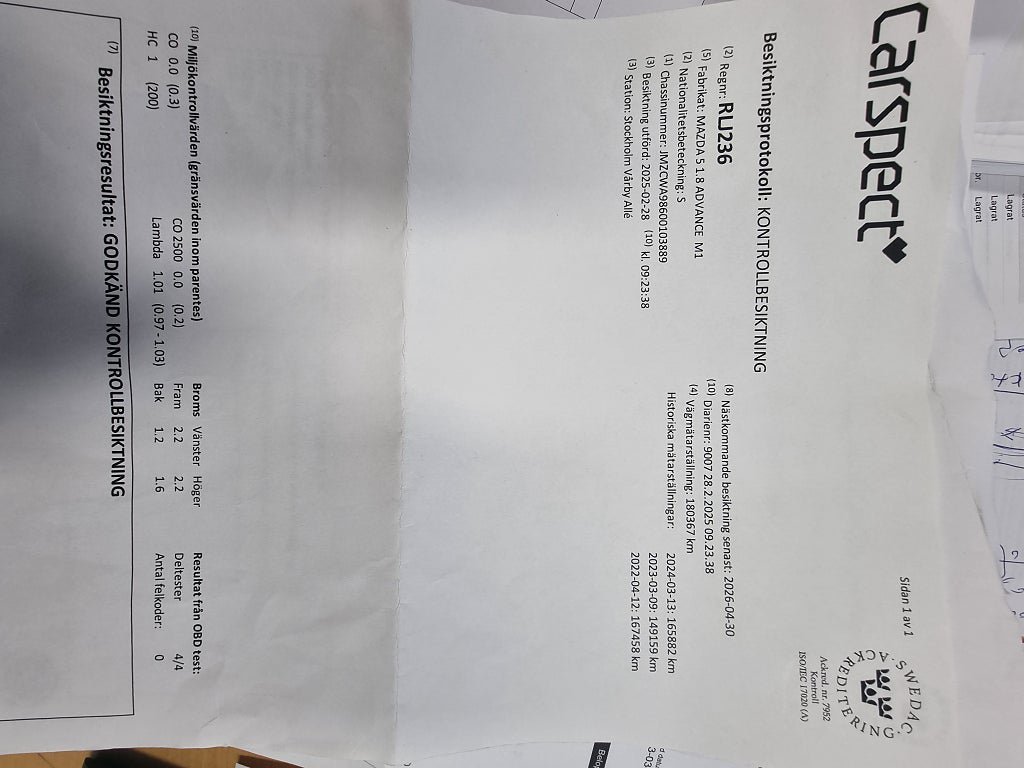 carspect
Sidan 1 av 1
SWEDAC ACKREDITERING
Ackred. nr. 7952
Kontroll
ISO/IEC 17020 (A)
Besiktningsprotokoll: KONTROLLBESIKTNING
(2) Regnr: RLJ236
(5) Fabrikat: MAZDA 5 1.8 ADVANCE M1
(2) Nationalitetsbeteckning: S
(1) Chassinummer: JMZCWA98600103889
(3) Besiktning utförd: 2025-02-28 (10) kl. 09:23:38
(3) Station: Stockholm Vårby Allé
(8) Nästkommande besiktning senast: 2026-04-30
(10) Diarienr: 9007 28.2.2025 09.23.38
(4) Vägmätarställning: 180367 km
Historiska mätarställningar: 2024-03-13: 165882 km
2023-03-09: 149159 km
2022-04-12: 167458 km
(10) Miljökontrollvärden (gränsvärden inom parentes)
CO 0.0 (0.3) CO 2500 0.0 (0.2)
HC 1 (200) Lambda 1.01 (0.97 - 1.03)
Broms Vänster Höger
Fram 2.2 2.2
Bak 1.2 1.6
Resultat från OBD test:
Deltester 4/4
Antal felkoder: 0
(7) Besiktningsresultat: GODKÄND KONTROLLBESIKTNING
Lagrat
Lagrat
Lagrat